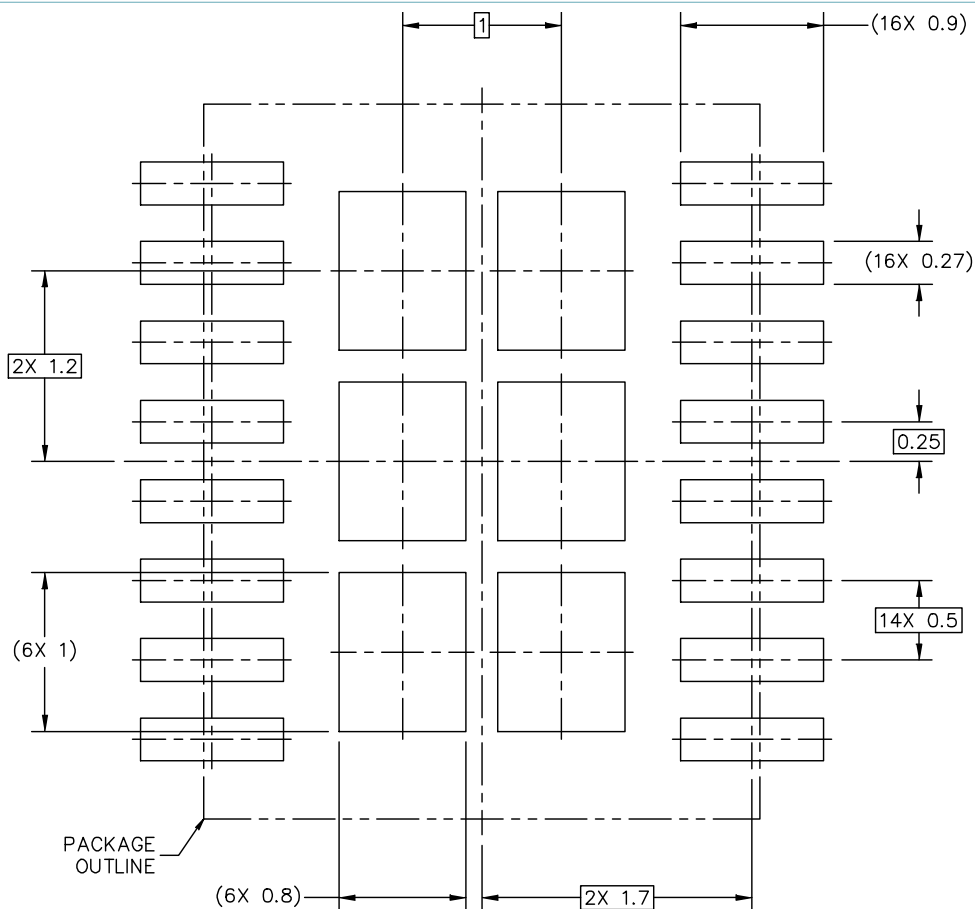 1
(16X 0.9)
(16X 0.27)
2X 1.2
0.25
14X 0.5
(6X 1)
PACKAGE
OUTLINE
(6X 0.8)
2X 1.7